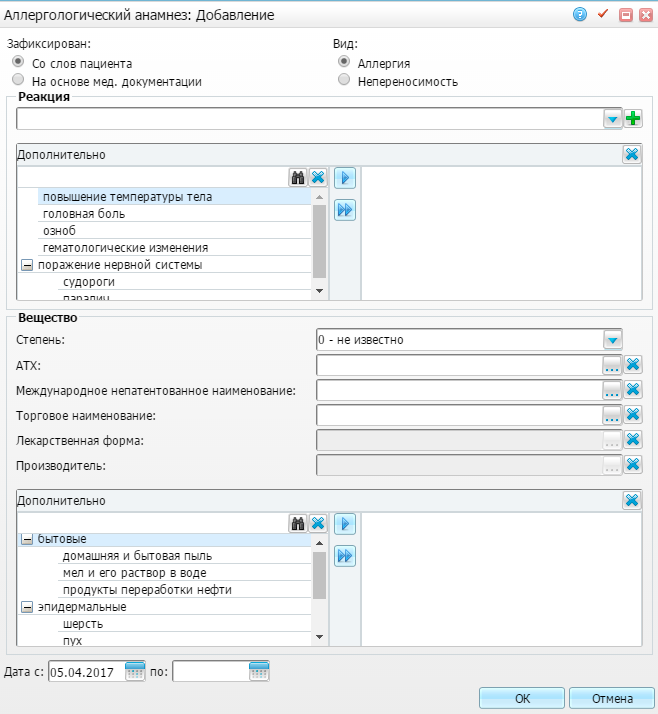 Аллергологический анамнез: Добавление
Зафиксирован: Вид:
Со слов пациента Аллергия
На основе мед. документации Непереносимость
Реакция
Дополнительно
повышение температуры тела
головная боль
озноб
гематологические изменения
поражение нервной системы
судороги
паралич
Вещество
Степень: 0 - не известно
АТХ: ...
Международное непатентованное наименование: ...
Торговое наименование: ...
Лекарственная форма: ...
Производитель: ...
Дополнительно
бытовые
домашняя и бытовая пыль
мел и его раствор в воде
продукты переработки нефти
эпидермальные
шерсть
пух
Дата с: 05.04.2017 по:
ОК Отмена